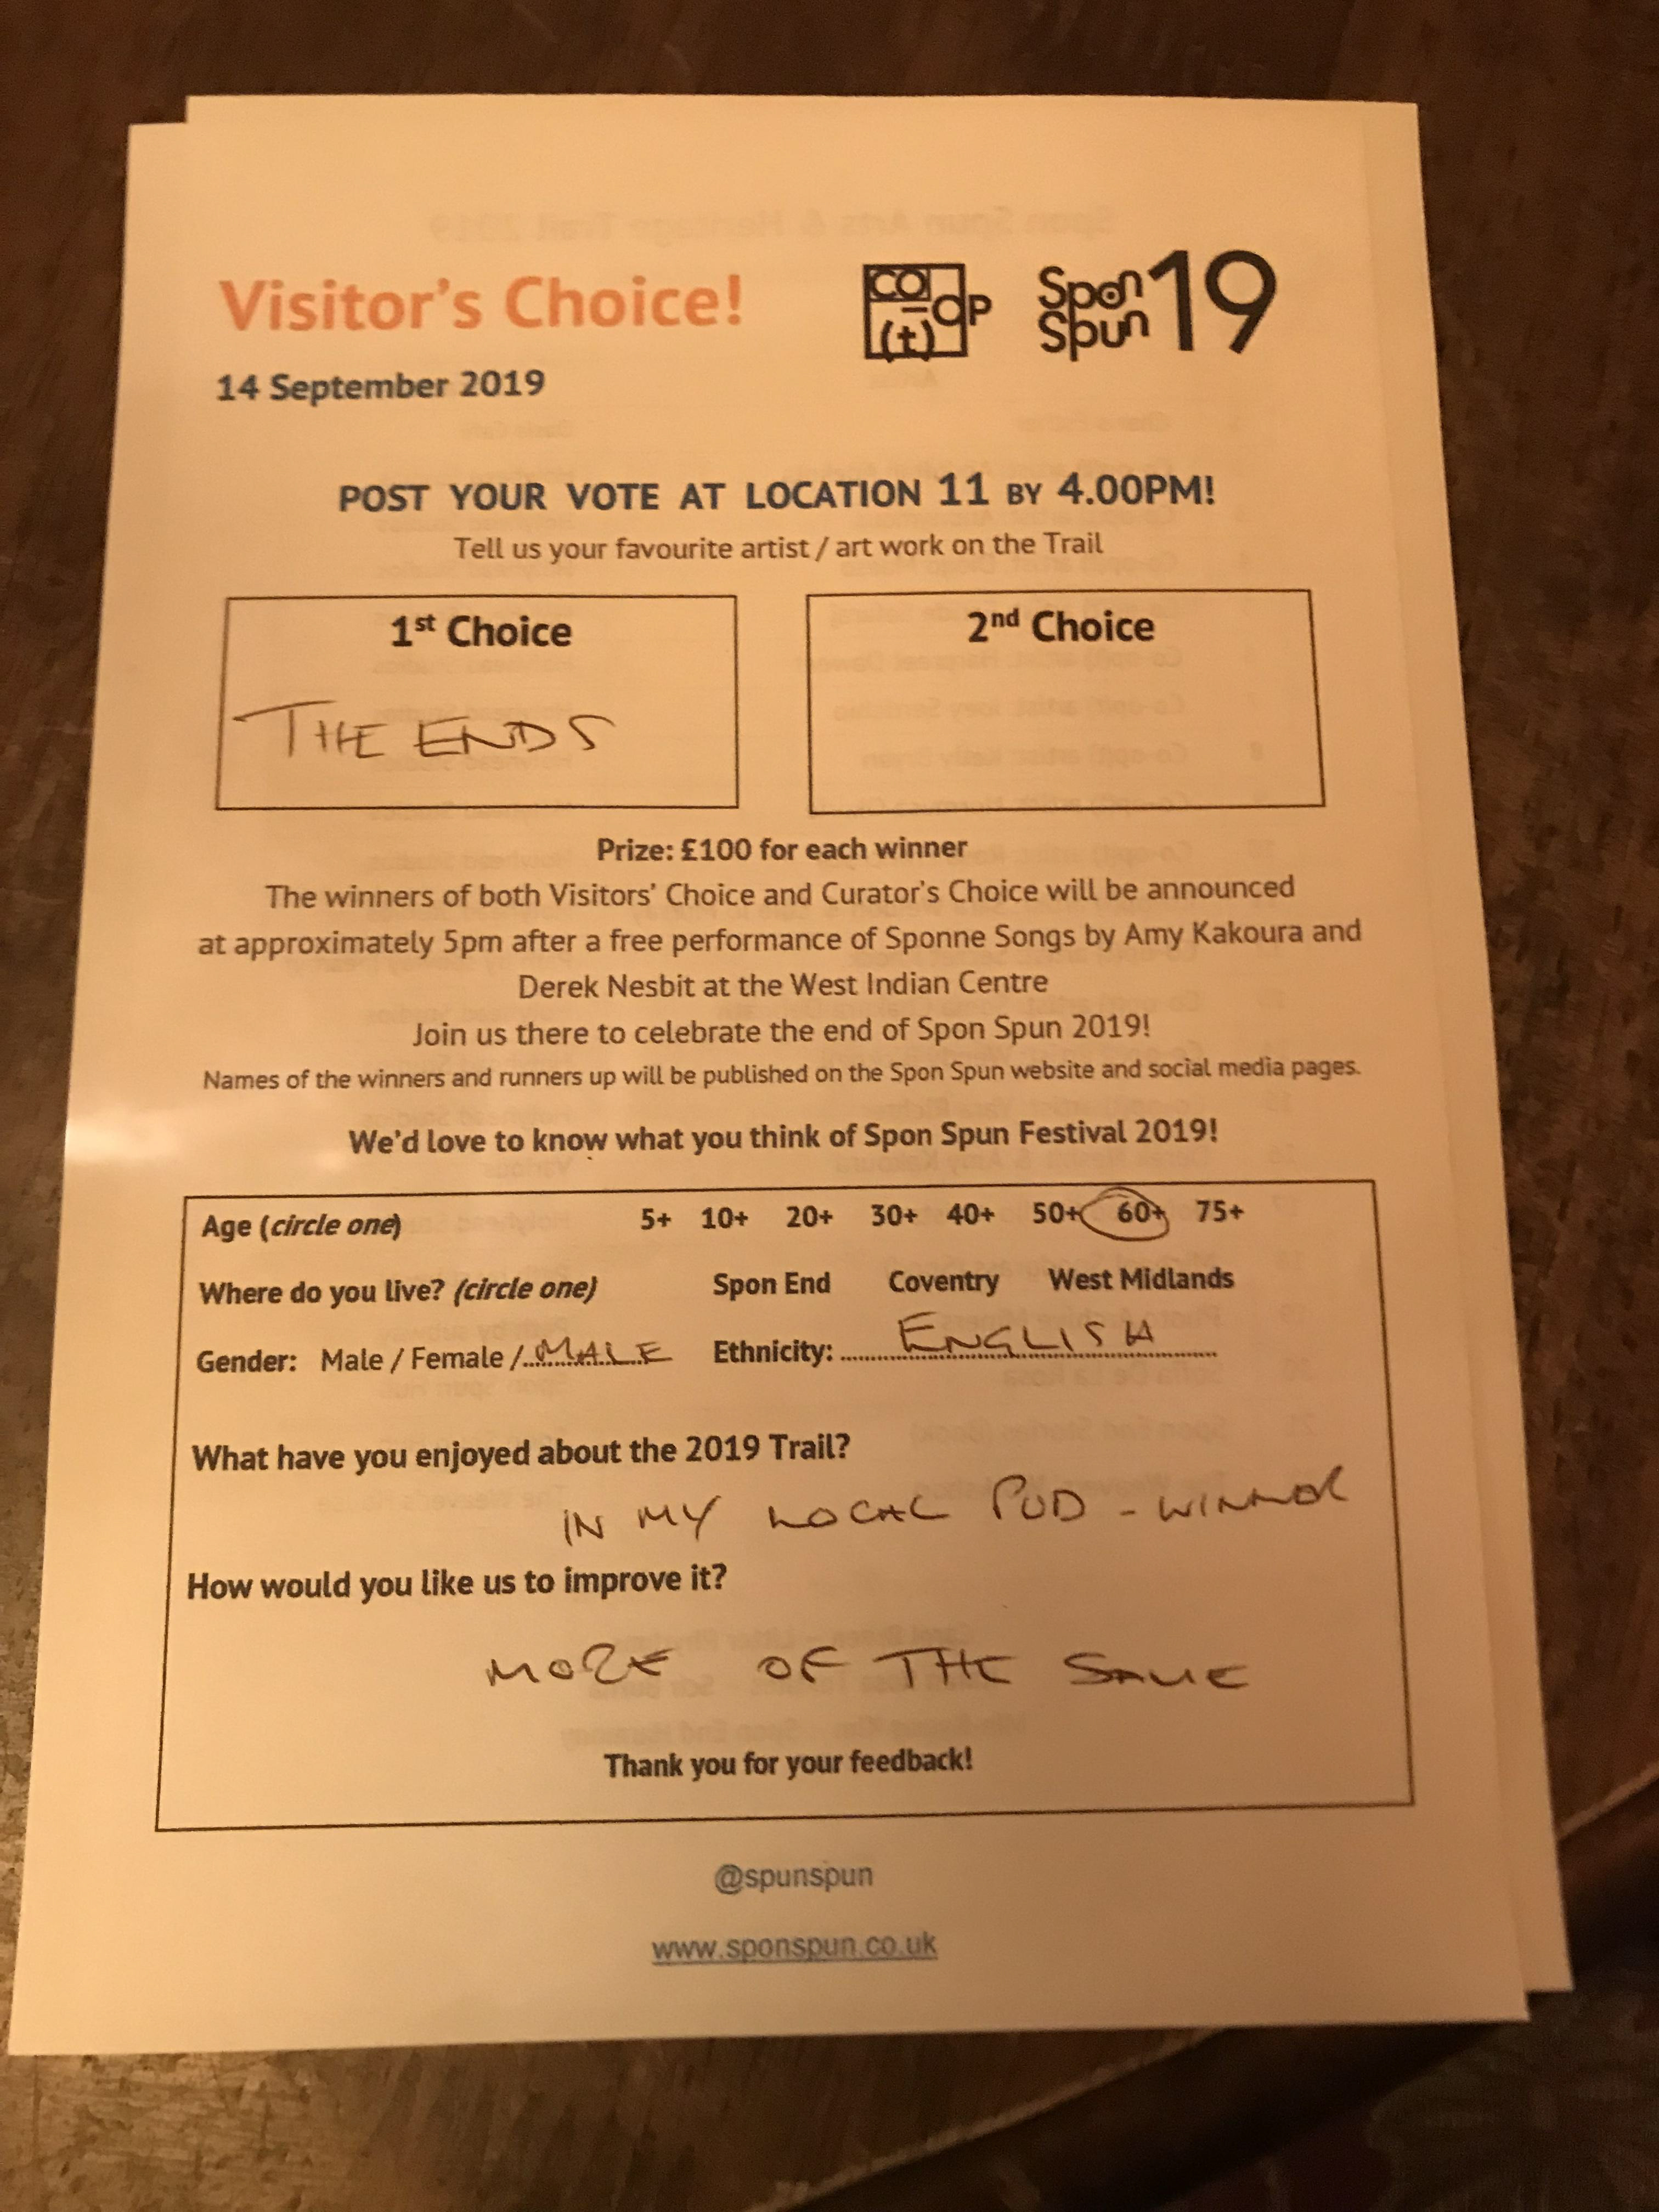 Visitor's Choice!
CO-OP
(t)
Spon
Spun 19
14 September 2019
POST YOUR VOTE AT LOCATION 11 BY 4.00PM!
Tell us your favourite artist / art work on the Trail
1st Choice
2nd Choice
THE ENDS
Prize: £100 for each winner
The winners of both Visitors' Choice and Curator's Choice will be announced
at approximately 5pm after a free performance of Sponne Songs by Amy Kakoura and
Derek Nesbit at the West Indian Centre
Join us there to celebrate the end of Spon Spun 2019!
Names of the winners and runners up will be published on the Spon Spun website and social media pages.
We'd love to know what you think of Spon Spun Festival 2019!
Age (circle one) 5+ 10+ 20+ 30+ 40+ 50+ 60+ 75+
Where do you live? (circle one) Spon End Coventry West Midlands
Gender: Male / Female / MALE Ethnicity: ENGLISH
What have you enjoyed about the 2019 Trail?
IN MY LOCAL PUB - WINNER
How would you like us to improve it?
MORE OF THE SAME
Thank you for your feedback!
@spunspun
www.sponspun.co.uk